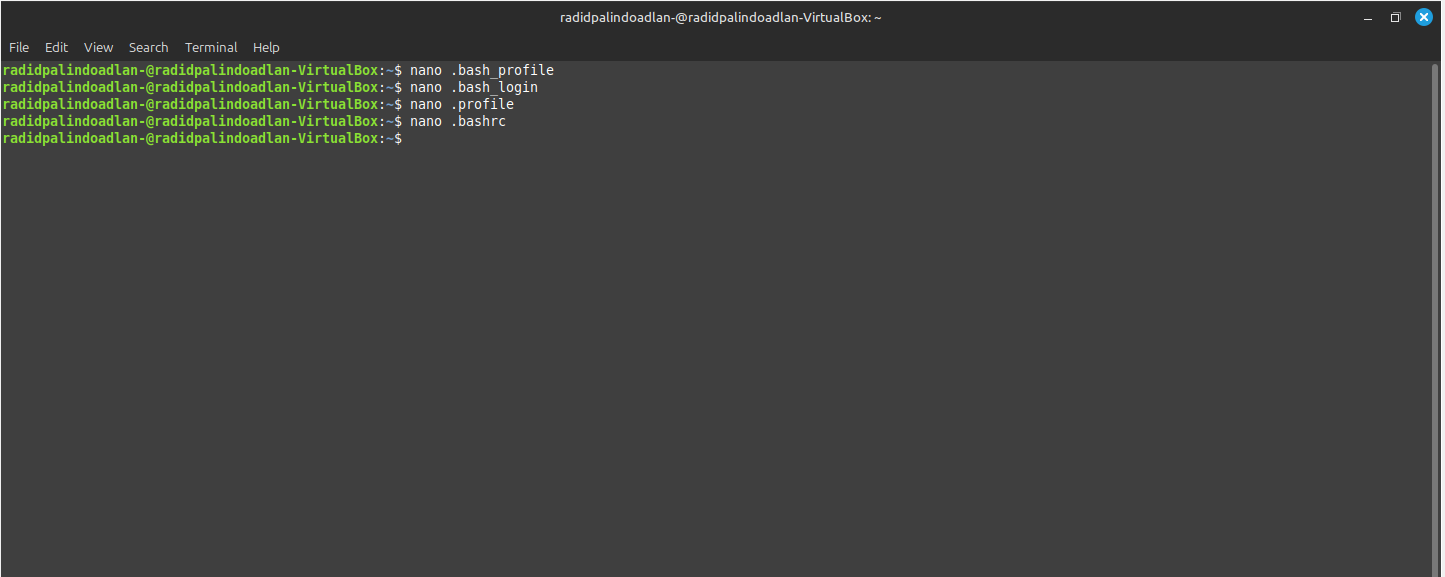 radidpalindoadlan-@radidpalindoadlan-VirtualBox: ~
File Edit View Search Terminal Help
radidpalindoadlan-@radidpalindoadlan-VirtualBox:~$ nano .bash_profile
radidpalindoadlan-@radidpalindoadlan-VirtualBox:~$ nano .bash_login
radidpalindoadlan-@radidpalindoadlan-VirtualBox:~$ nano .profile
radidpalindoadlan-@radidpalindoadlan-VirtualBox:~$ nano .bashrc
radidpalindoadlan-@radidpalindoadlan-VirtualBox:~$